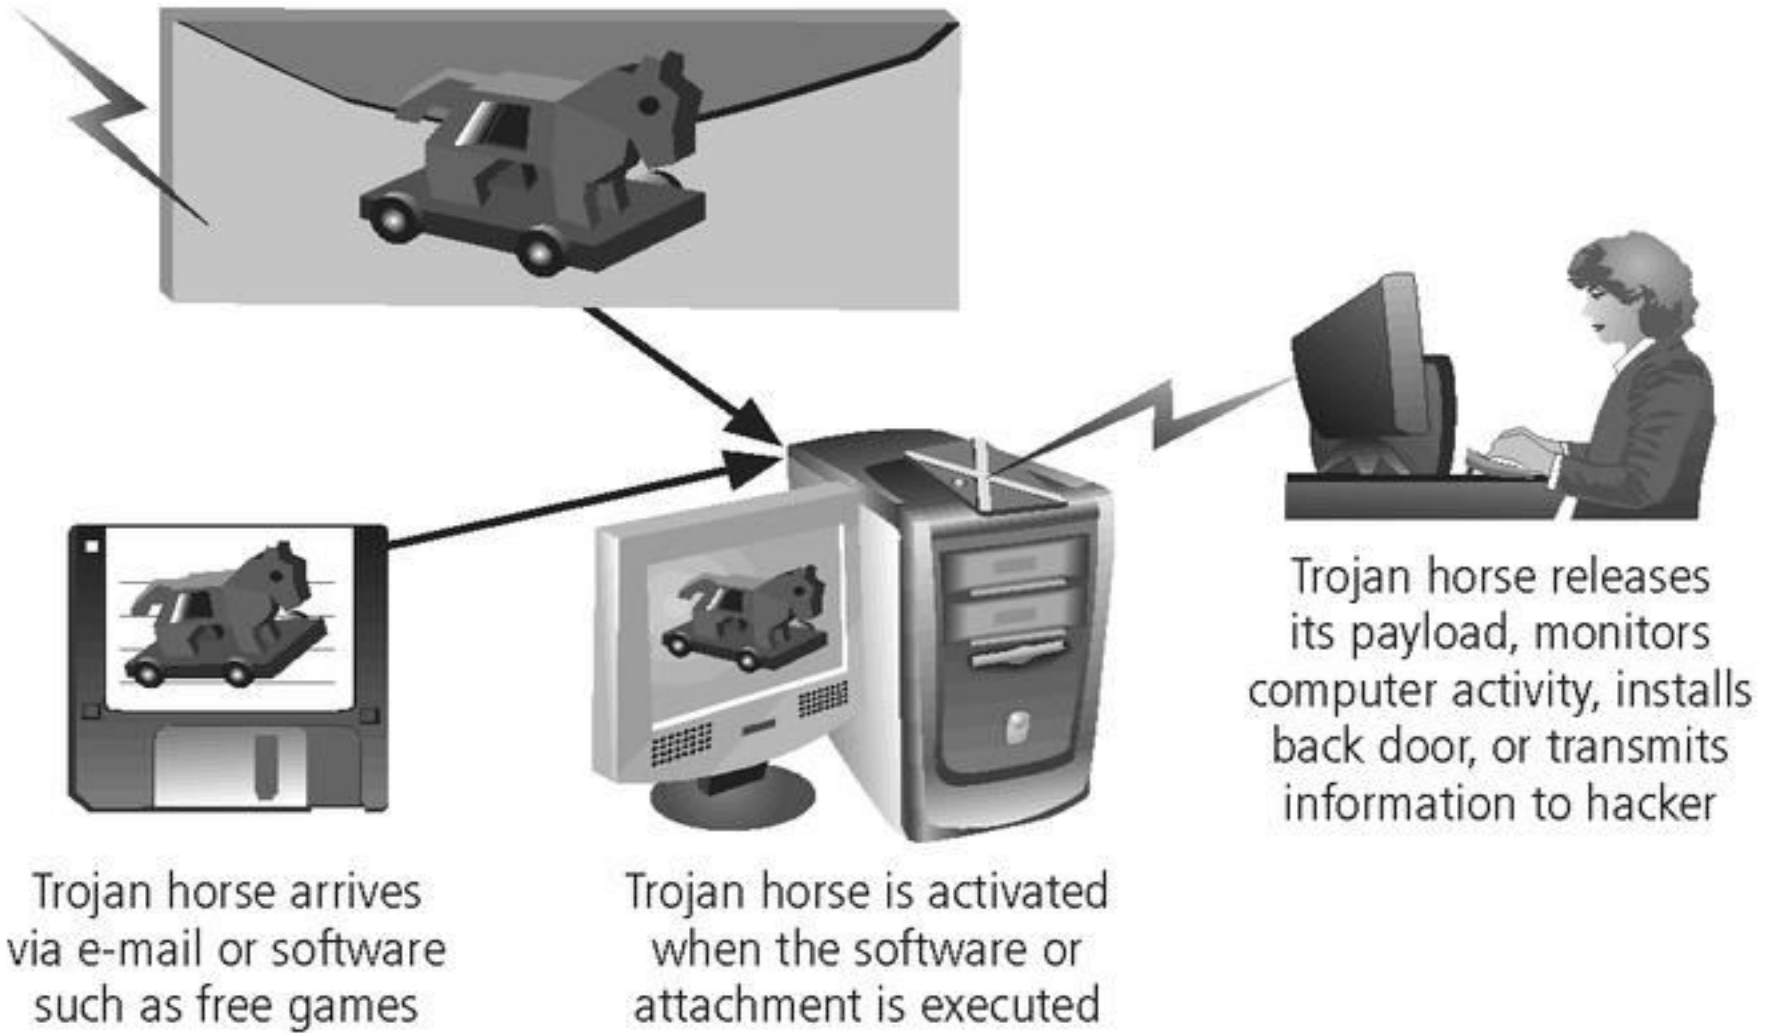 Trojan horse arrives
via e-mail or software
such as free games
Trojan horse is activated
when the software or
attachment is executed
Trojan horse releases
its payload, monitors
computer activity, installs
back door, or transmits
information to hacker